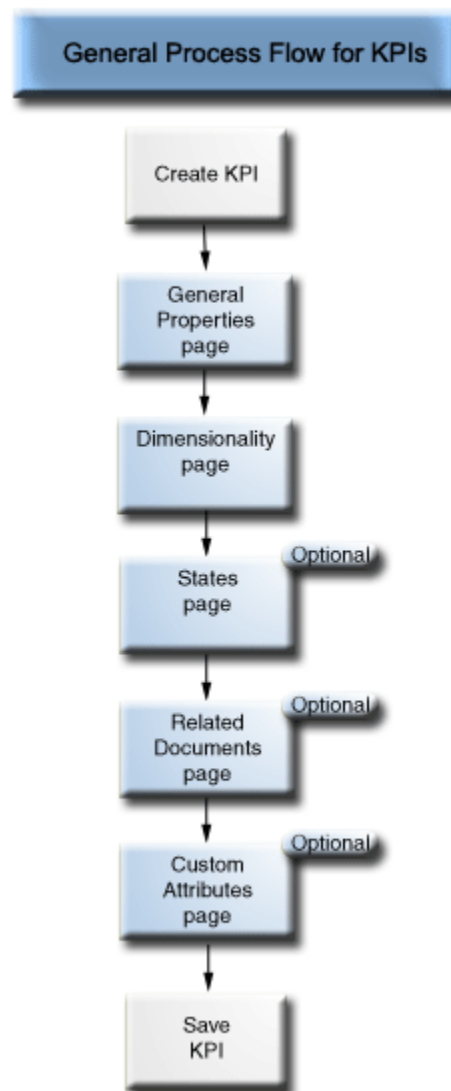 General Process Flow for KPIs
Create KPI
General
Properties
page
Dimensionality
page
Optional
States
page
Optional
Related
Documents
page
Optional
Custom
Attributes
page
Save
KPI